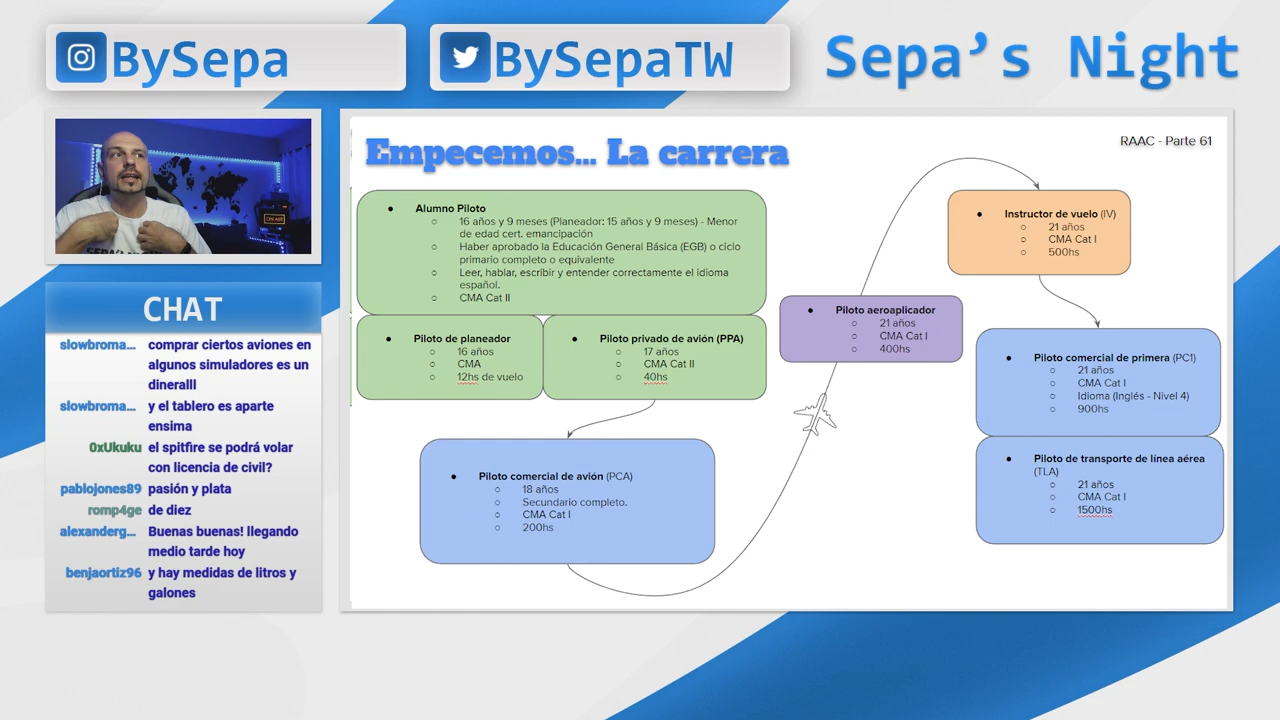 BySepa
BySepaTW
Sepa’s Night
ON AIR
CHAT
slowbroma... comprar ciertos aviones en
algunos simuladores es un
dineralll
slowbroma... y el tablero es aparte
ensima
0xUkuku el spitfire se podrá volar
con licencia de civil?
pablojones89 pasión y plata
romp4ge de diez
alexanderg... Buenas buenas! llegando
medio tarde hoy
benjaortiz96 y hay medidas de litros y
galones
Empecemos... La carrera
RAAC - Parte 61
Alumno Piloto
16 años y 9 meses (Planeador: 15 años y 9 meses) - Menor
de edad cert. emancipación
Haber aprobado la Educación General Básica (EGB) o ciclo
primario completo o equivalente
Leer, hablar, escribir y entender correctamente el idioma
español.
CMA Cat II
Piloto de planeador
16 años
CMA
12hs de vuelo
Piloto privado de avión (PPA)
17 años
CMA Cat II
40hs
Piloto comercial de avión (PCA)
18 años
Secundario completo.
CMA Cat I
200hs
Piloto aeroaplicador
21 años
CMA Cat I
400hs
Instructor de vuelo (IV)
21 años
CMA Cat I
500hs
Piloto comercial de primera (PC1)
21 años
CMA Cat I
Idioma (Inglés - Nivel 4)
900hs
Piloto de transporte de línea aérea
(TLA)
21 años
CMA Cat I
1500hs